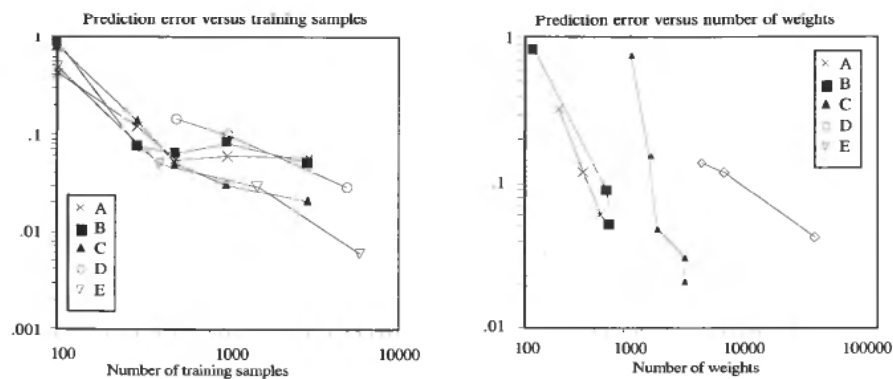 Prediction error versus training samples
1
.1
.01
.001
A
B
C
D
E
100
1000
10000
Number of training samples
Prediction error versus number of weights
1
.1
.01
A
B
C
D
E
100
1000
10000
100000
Number of weights